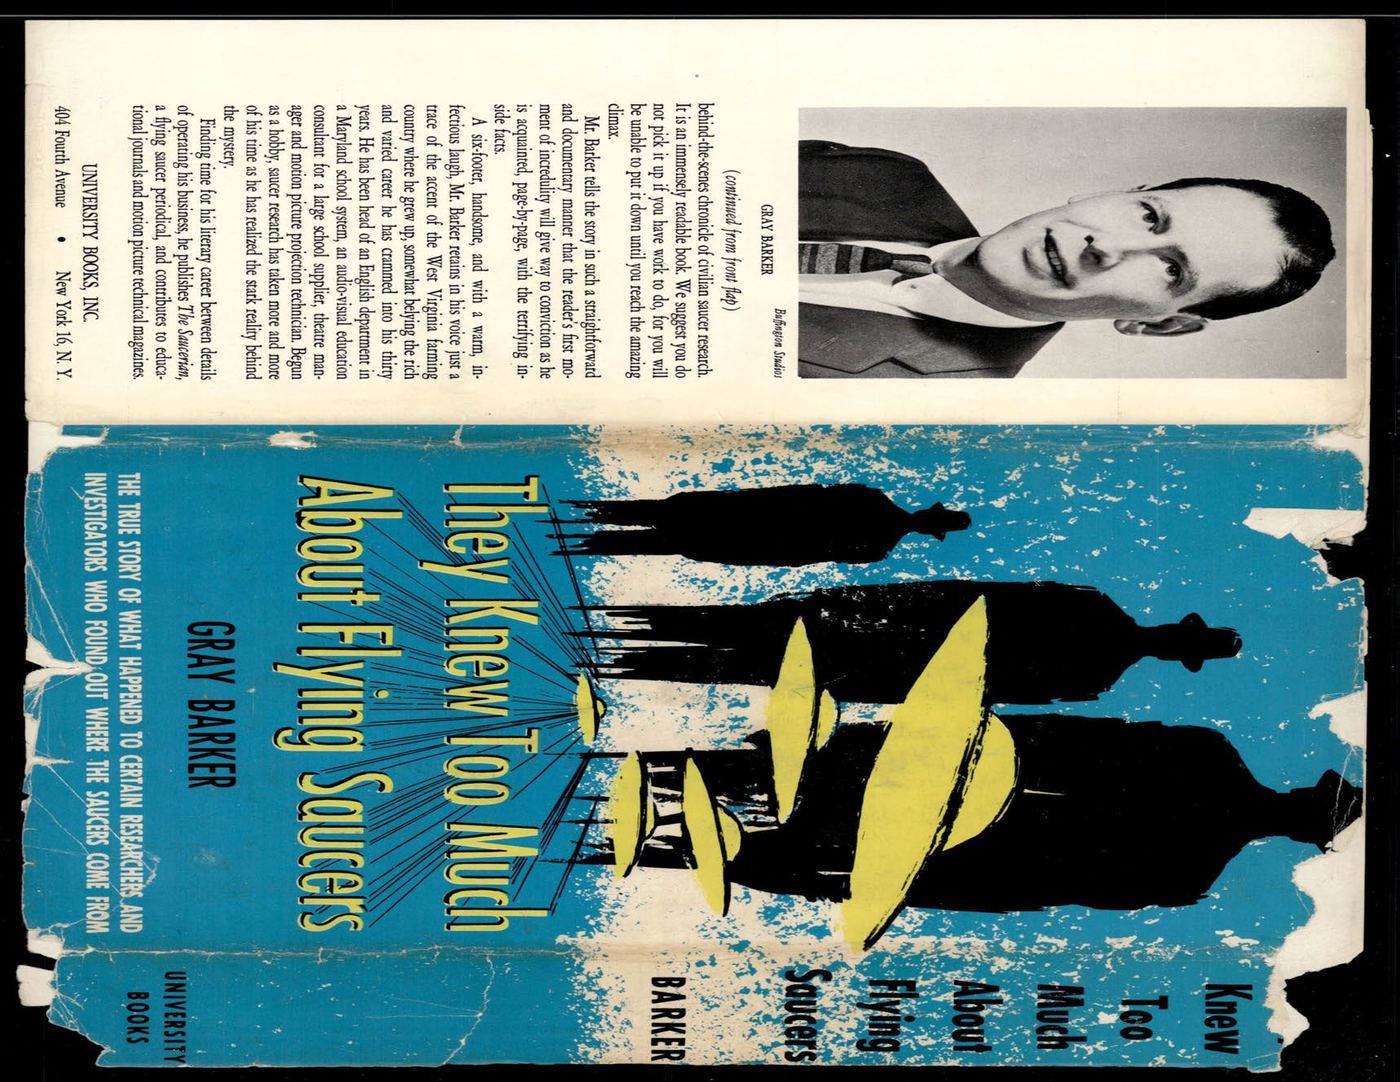 Buffington Studios
GRAY BARKER
(continued from front flap)
behind-the-scenes chronicle of civilian saucer research.
It is an immensely readable book. We suggest you do
not pick it up if you have work to do, for you will
be unable to put it down until you reach the amazing
climax.
Mr. Barker tells the story in such a straightforward
and documentary manner that the reader's first mo-
ment of incredulity will give way to conviction as he
is acquainted, page-by-page, with the terrifying in-
side facts.
A six-footer, handsome, and with a warm, in-
fectious laugh, Mr. Barker retains in his voice just a
trace of the accent of the West Virginia farming
country where he grew up, somewhat belying the rich
and varied career he has crammed into his thirty
years. He has been head of an English department in
a Maryland school system, an audio-visual education
consultant for a large school supplier, theatre man-
ager and motion picture projection technician. Begun
as a hobby, saucer research has taken more and more
of his time as he has realized the stark reality behind
the mystery.
Finding time for his literary career between details
of operating his business, he publishes The Saucerian,
a flying saucer periodical, and contributes to educa-
tional journals and motion picture technical magazines.
UNIVERSITY BOOKS, INC.
404 Fourth Avenue • New York 16, N. Y.
They Knew Too Much
About Flying Saucers
GRAY BARKER
THE TRUE STORY OF WHAT HAPPENED TO CERTAIN RESEARCHERS AND
INVESTIGATORS WHO FOUND OUT WHERE THE SAUCERS COME FROM
Knew
Too
Much
About
Flying
Saucers
BARKER
UNIVERSITY
BOOKS